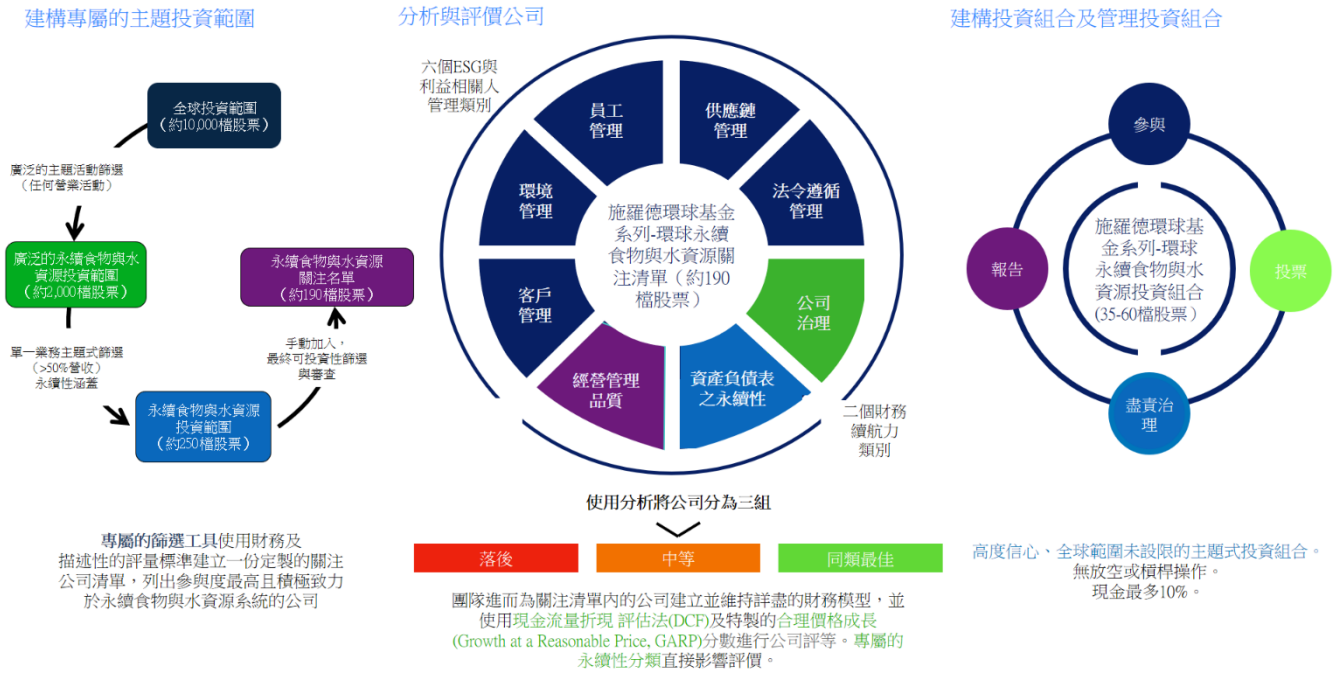 建構專屬的主題投資範圍
全球投資範圍
（約10,000檔股票）
廣泛的主題活動篩選
（任何營業活動）
廣泛的永續食物與水
資源投資範圍
（約2,000檔股票）
單一業務主題式篩選
（>50%營收）
永續性涵蓋
永續食物與水資源
投資範圍
（約250檔股票）
手動加入，
最終可投資性篩選
與審查
永續食物與水資源
關注名單
（約190檔股票）
專屬的篩選工具使用財務及
描述性的評量標準建立一份定製的關注
公司清單，列出參與度最高且積極致力
於永續食物與水資源系統的公司
分析與評價公司
六個ESG與
利益相關人
管理類別
員工
管理
供應鏈
管理
環境
管理
法令遵循
管理
施羅德環球基金
系列-環球永續
食物與水資源關
注清單（約190
檔股票）
客戶
管理
公司
治理
經營管理
品質
資產負債表
之永續性
二個財務
續航力
類別
使用分析將公司分為三組
落後
中等
同類最佳
團隊進而為關注清單內的公司建立並維持詳盡的財務模型，並
使用現金流量折現 評估法(DCF)及特製的合理價格成長
(Growth at a Reasonable Price, GARP)分數進行公司評等。專屬的
永續性分類直接影響評價。
建構投資組合及管理投資組合
參與
報告
施羅德環球基
金系列-環球
永續食物與水
資源投資組合
(35-60檔股票）
投票
盡責治
理
高度信心、全球範圍未設限的主題式投資組合。
無放空或槓桿操作。
現金最多10%。